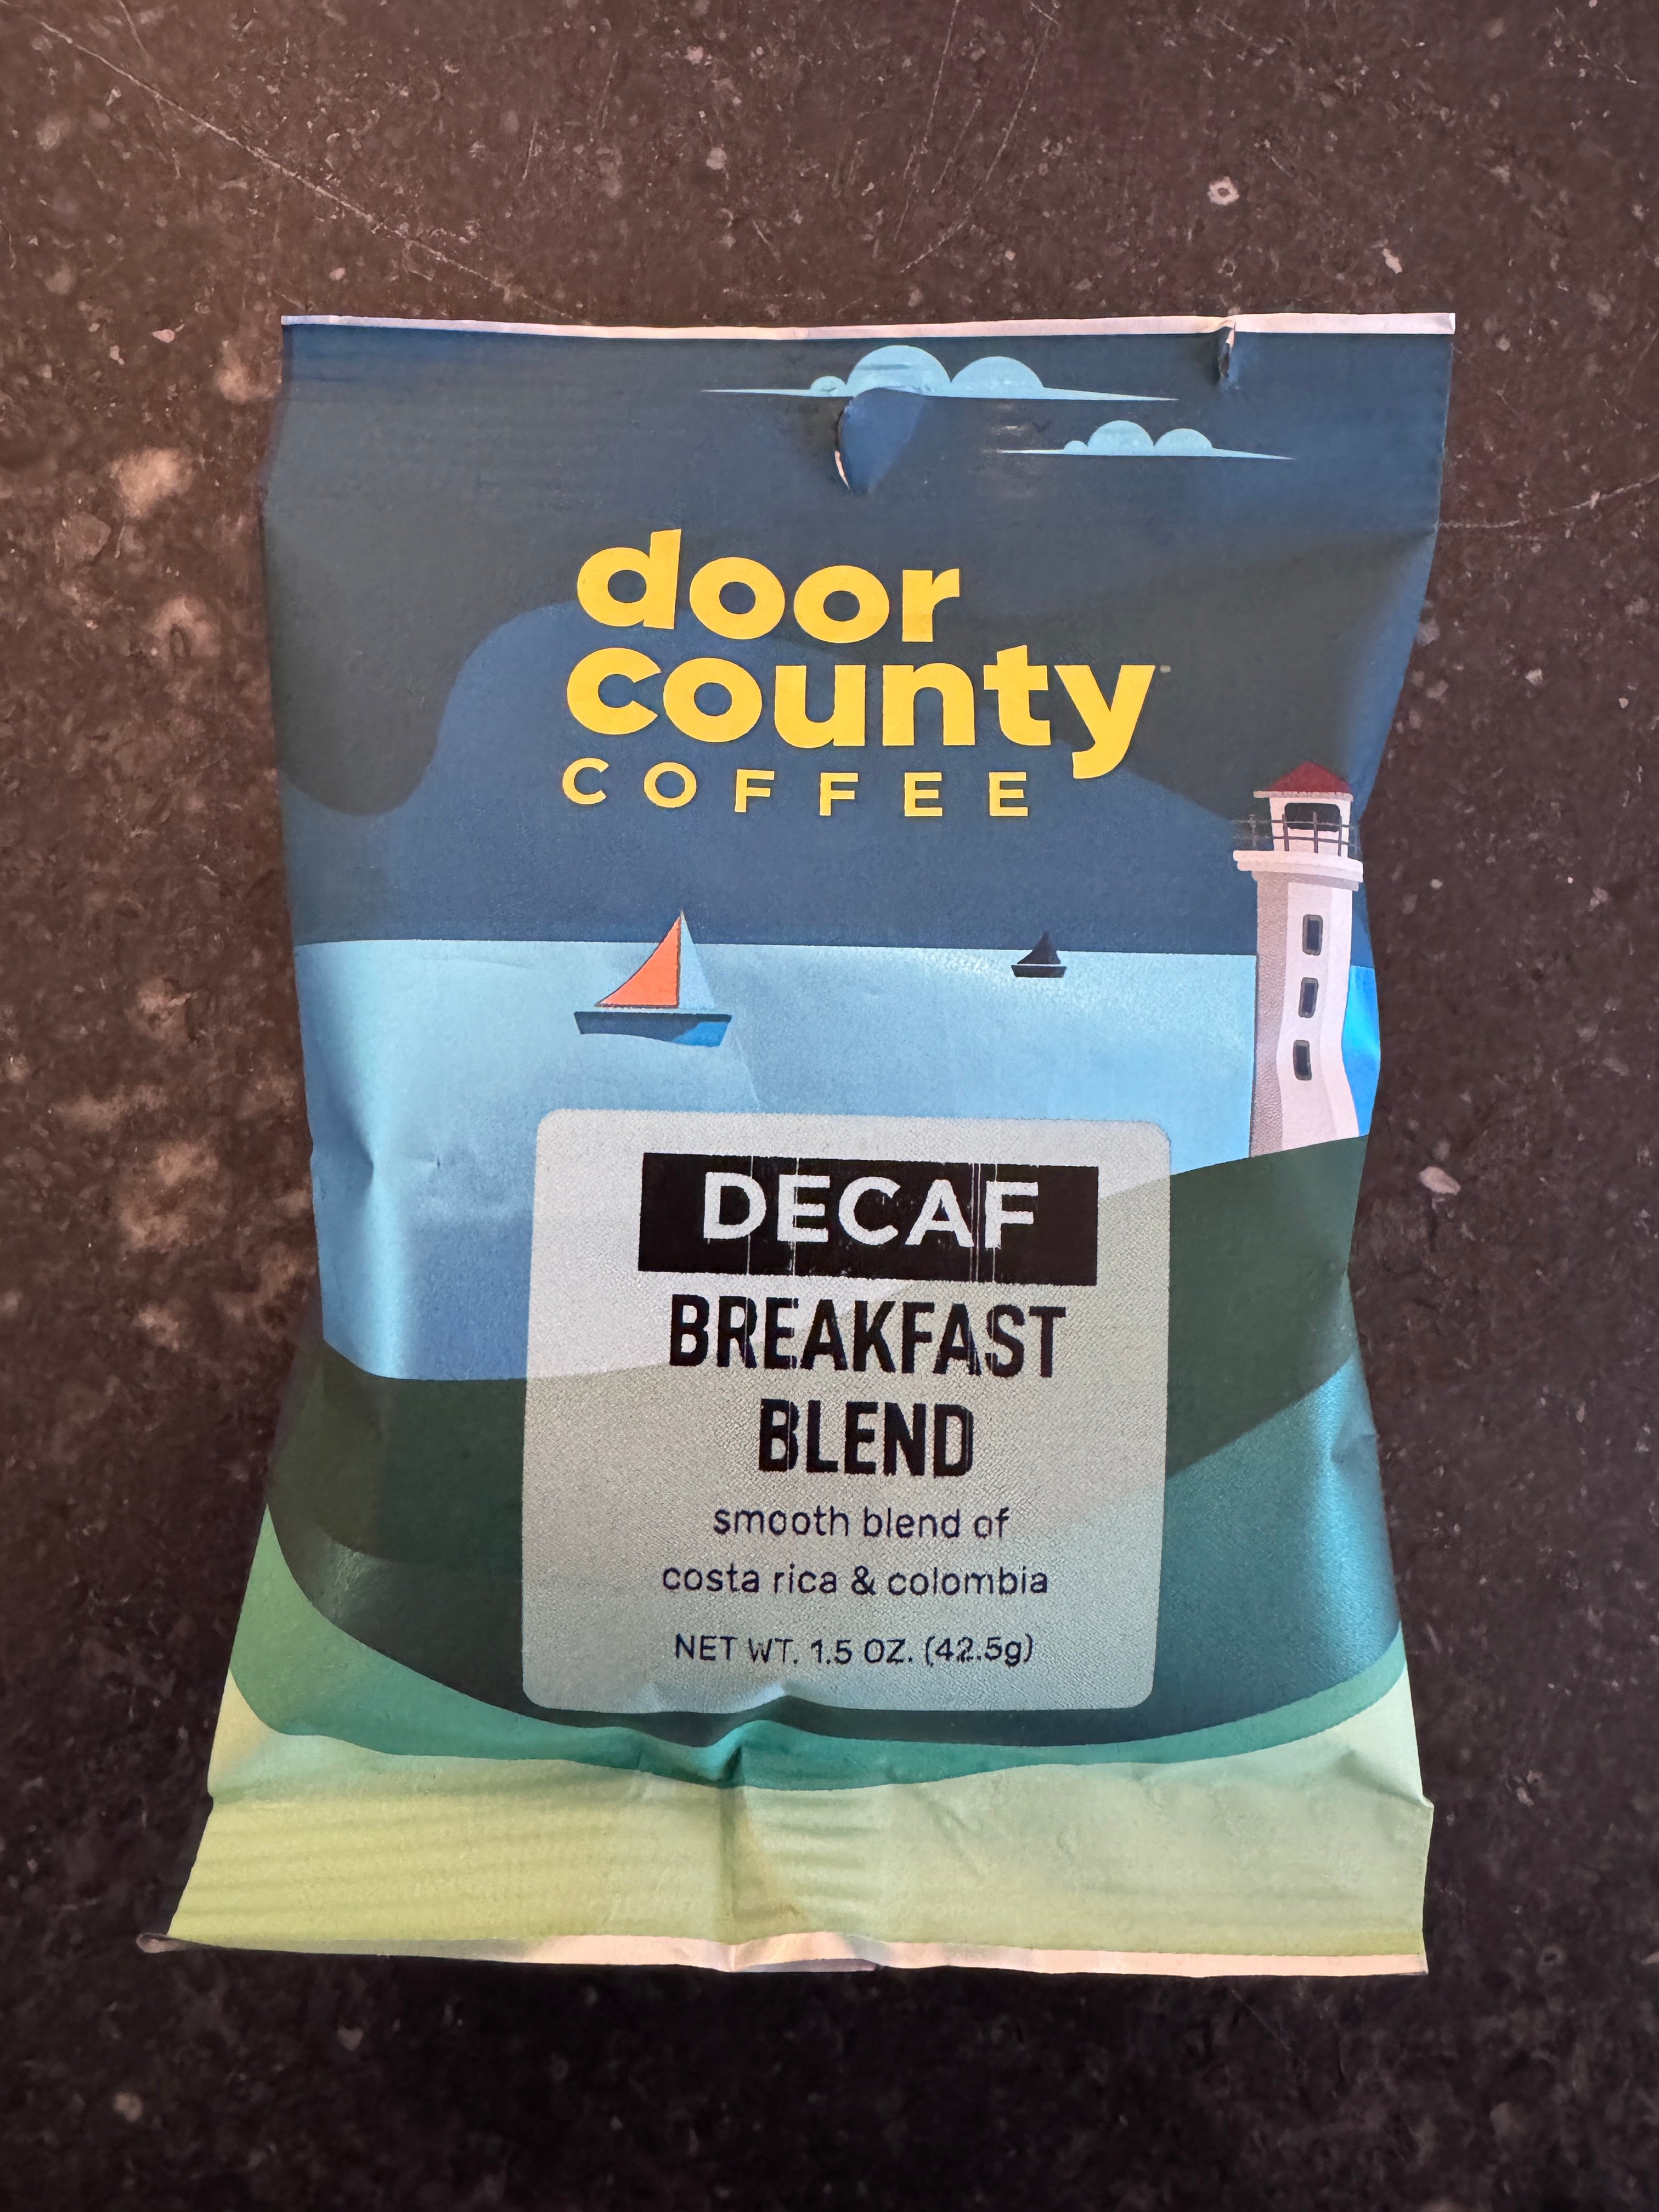 door
county
COFFEE
DECAF
BREAKFAST
BLEND
smooth blend of
costa rica & colombia
NET WT. 1.5 OZ. (42.5g)